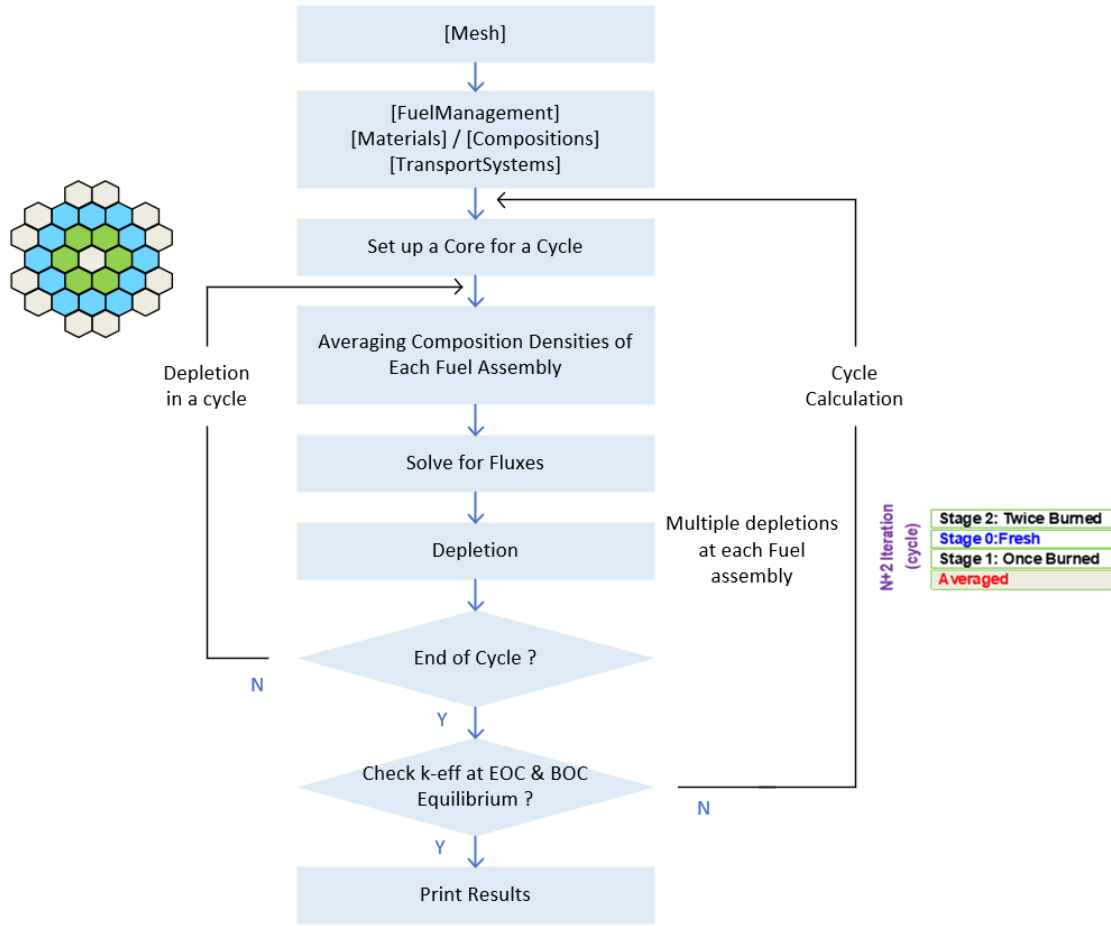 [Mesh]
[FuelManagement]
[Materials] / [Compositions]
[TransportSystems]
Set up a Core for a Cycle
Averaging Composition Densities of
Each Fuel Assembly
Depletion
in a cycle
Cycle
Calculation
Solve for Fluxes
Depletion
Multiple depletions
at each Fuel
assembly
N+2 Iteration
(cycle)
Stage 2: Twice Burned
Stage 0:Fresh
Stage 1: Once Burned
Averaged
End of Cycle ?
N
Y
Check k-eff at EOC & BOC
Equilibrium ?
N
Y
Print Results